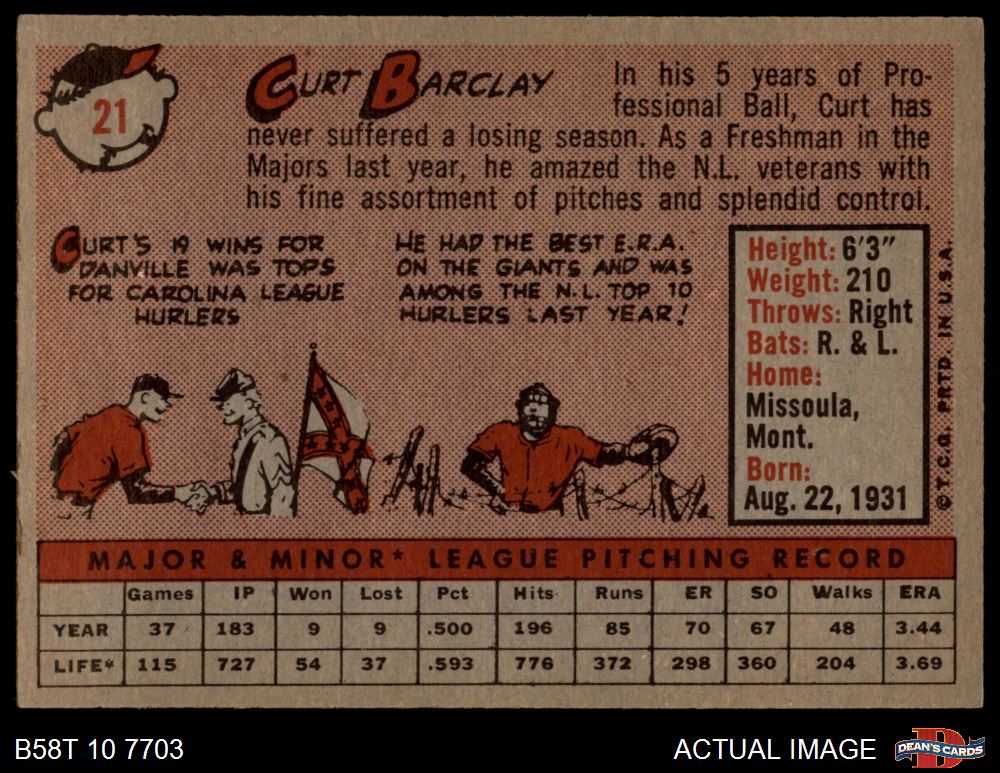 21
CURT BARCLAY
In his 5 years of Pro-
fessional Ball, Curt has
never suffered a losing season. As a Freshman in the
Majors last year, he amazed the N.L. veterans with
his fine assortment of pitches and splendid control.
CURT'S 19 WINS FOR
DANVILLE WAS TOPS
FOR CAROLINA LEAGUE
HURLERS
HE HAD THE BEST E.R.A.
ON THE GIANTS AND WAS
AMONG THE N.L. TOP 10
HURLERS LAST YEAR!
Height: 6'3"
Weight: 210
Throws: Right
Bats: R. & L.
Home:
Missoula,
Mont.
Born:
Aug. 22, 1931
© T.C.G. PRTD. IN U.S.A.
MAJOR & MINOR* LEAGUE PITCHING RECORD
Games IP Won Lost Pct Hits Runs ER SO Walks ERA
YEAR 37 183 9 9 .500 196 85 70 67 48 3.44
LIFE* 115 727 54 37 .593 776 372 298 360 204 3.69
B58T 10 7703
ACTUAL IMAGE
D
DEAN'S CARDS